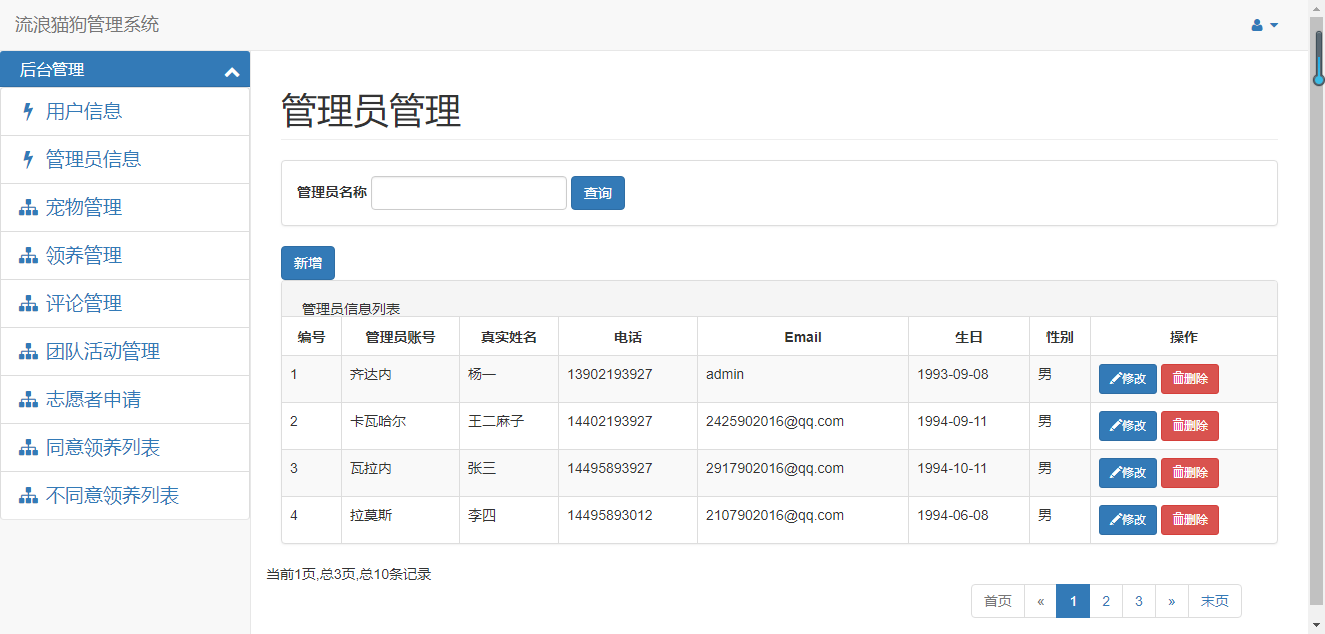 流浪猫狗管理系统
后台管理
用户信息
管理员信息
宠物管理
领养管理
评论管理
团队活动管理
志愿者申请
同意领养列表
不同意领养列表
管理员管理
管理员名称 查询
新增
管理员信息列表
编号 管理员账号 真实姓名 电话 Email 生日 性别 操作
1 齐达内 杨一 13902193927 admin 1993-09-08 男 修改 删除
2 卡瓦哈尔 王二麻子 14402193927 2425902016@qq.com 1994-09-11 男 修改 删除
3 瓦拉内 张三 14495893927 2917902016@qq.com 1994-10-11 男 修改 删除
4 拉莫斯 李四 14495893012 2107902016@qq.com 1994-06-08 男 修改 删除
当前1页,总3页,总10条记录
首页 « 1 2 3 » 末页